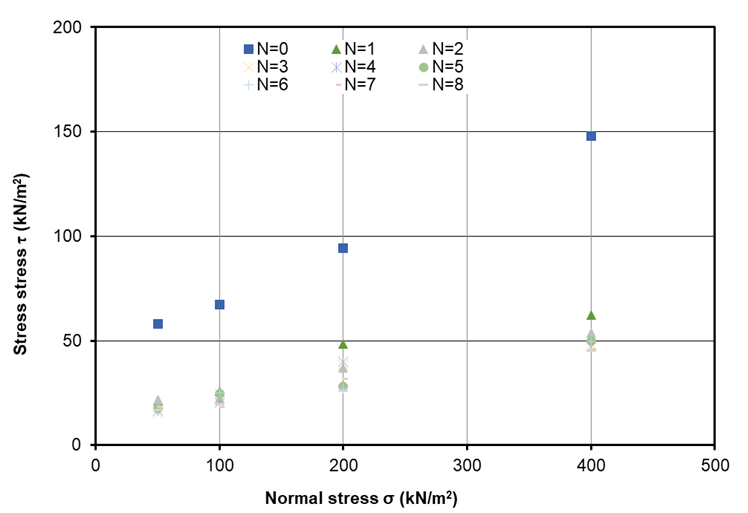 200
N=0 N=1 N=2
N=3 N=4 N=5
N=6 N=7 N=8
150
100
50
0
0 100 200 300 400 500
Stress stress τ (kN/m²)
Normal stress σ (kN/m²)